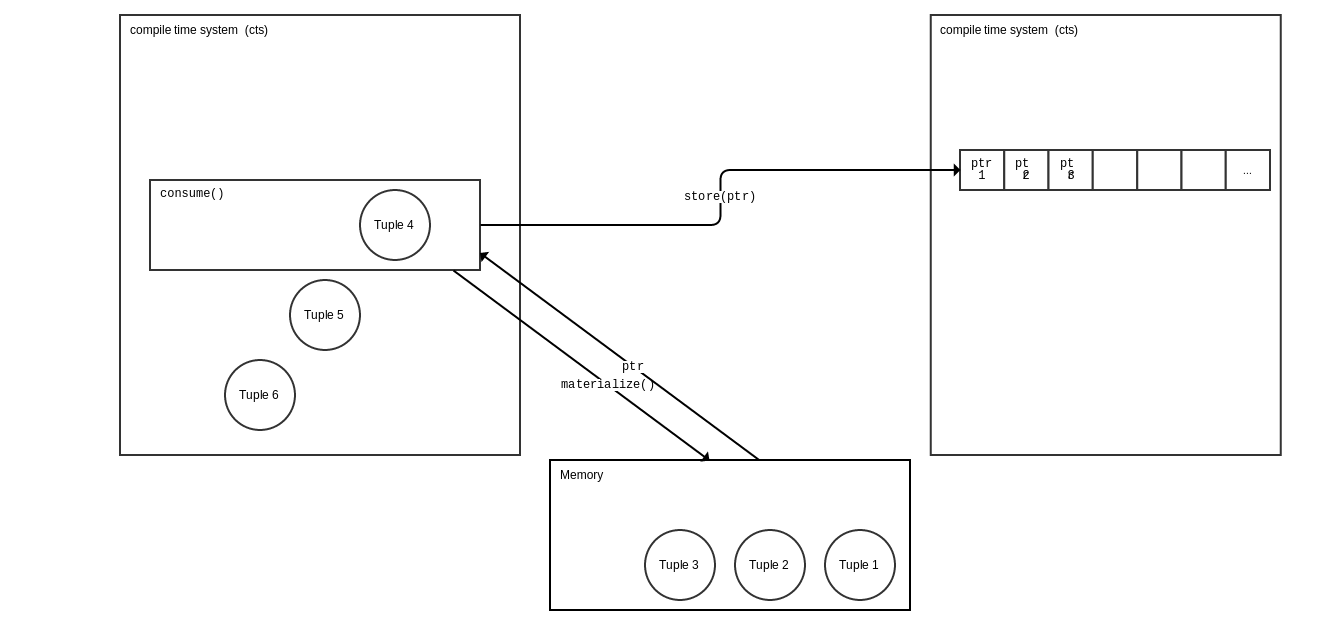 compile time system (cts)
compile time system (cts)
ptr
1
pt
2
pt
3
...
consume()
Tuple 4
store(ptr)
Tuple 5
ptr
materialize()
Tuple 6
Memory
Tuple 3
Tuple 2
Tuple 1